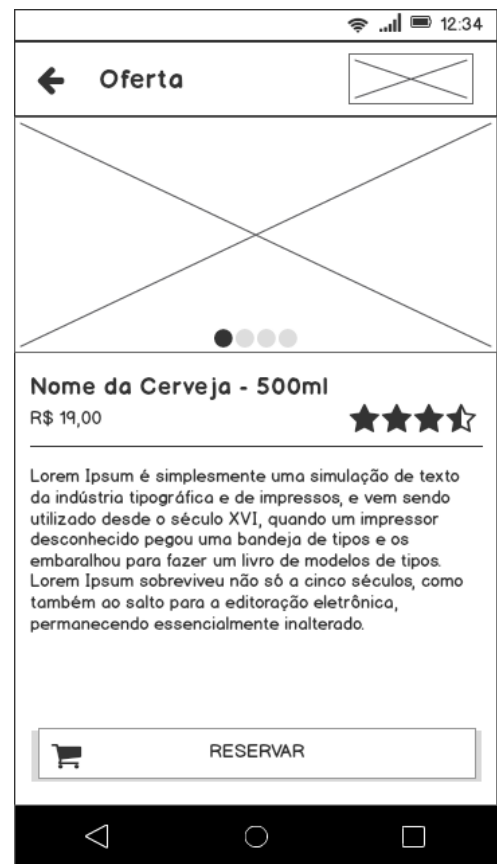 12:34
Oferta
Nome da Cerveja - 500ml
R$ 19,00
Lorem Ipsum é simplesmente uma simulação de texto
da indústria tipográfica e de impressos, e vem sendo
utilizado desde o século XVI, quando um impressor
desconhecido pegou uma bandeja de tipos e os
embaralhou para fazer um livro de modelos de tipos.
Lorem Ipsum sobreviveu não só a cinco séculos, como
também ao salto para a editoração eletrônica,
permanecendo essencialmente inalterado.
RESERVAR